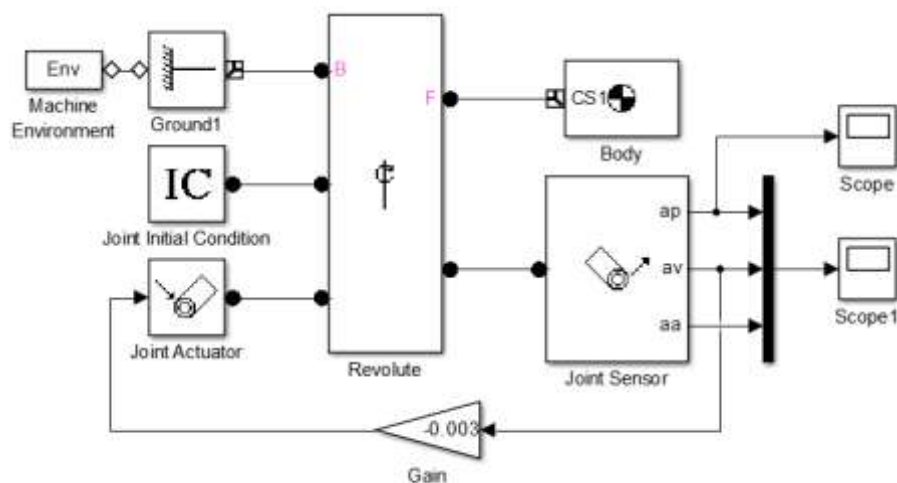 Env
Machine
Environment
Ground1
B
F
CS1
Body
Scope
IC
Joint Initial Condition
ap
av
aa
Joint Sensor
Scope1
Joint Actuator
Revolute
-0.003
Gain